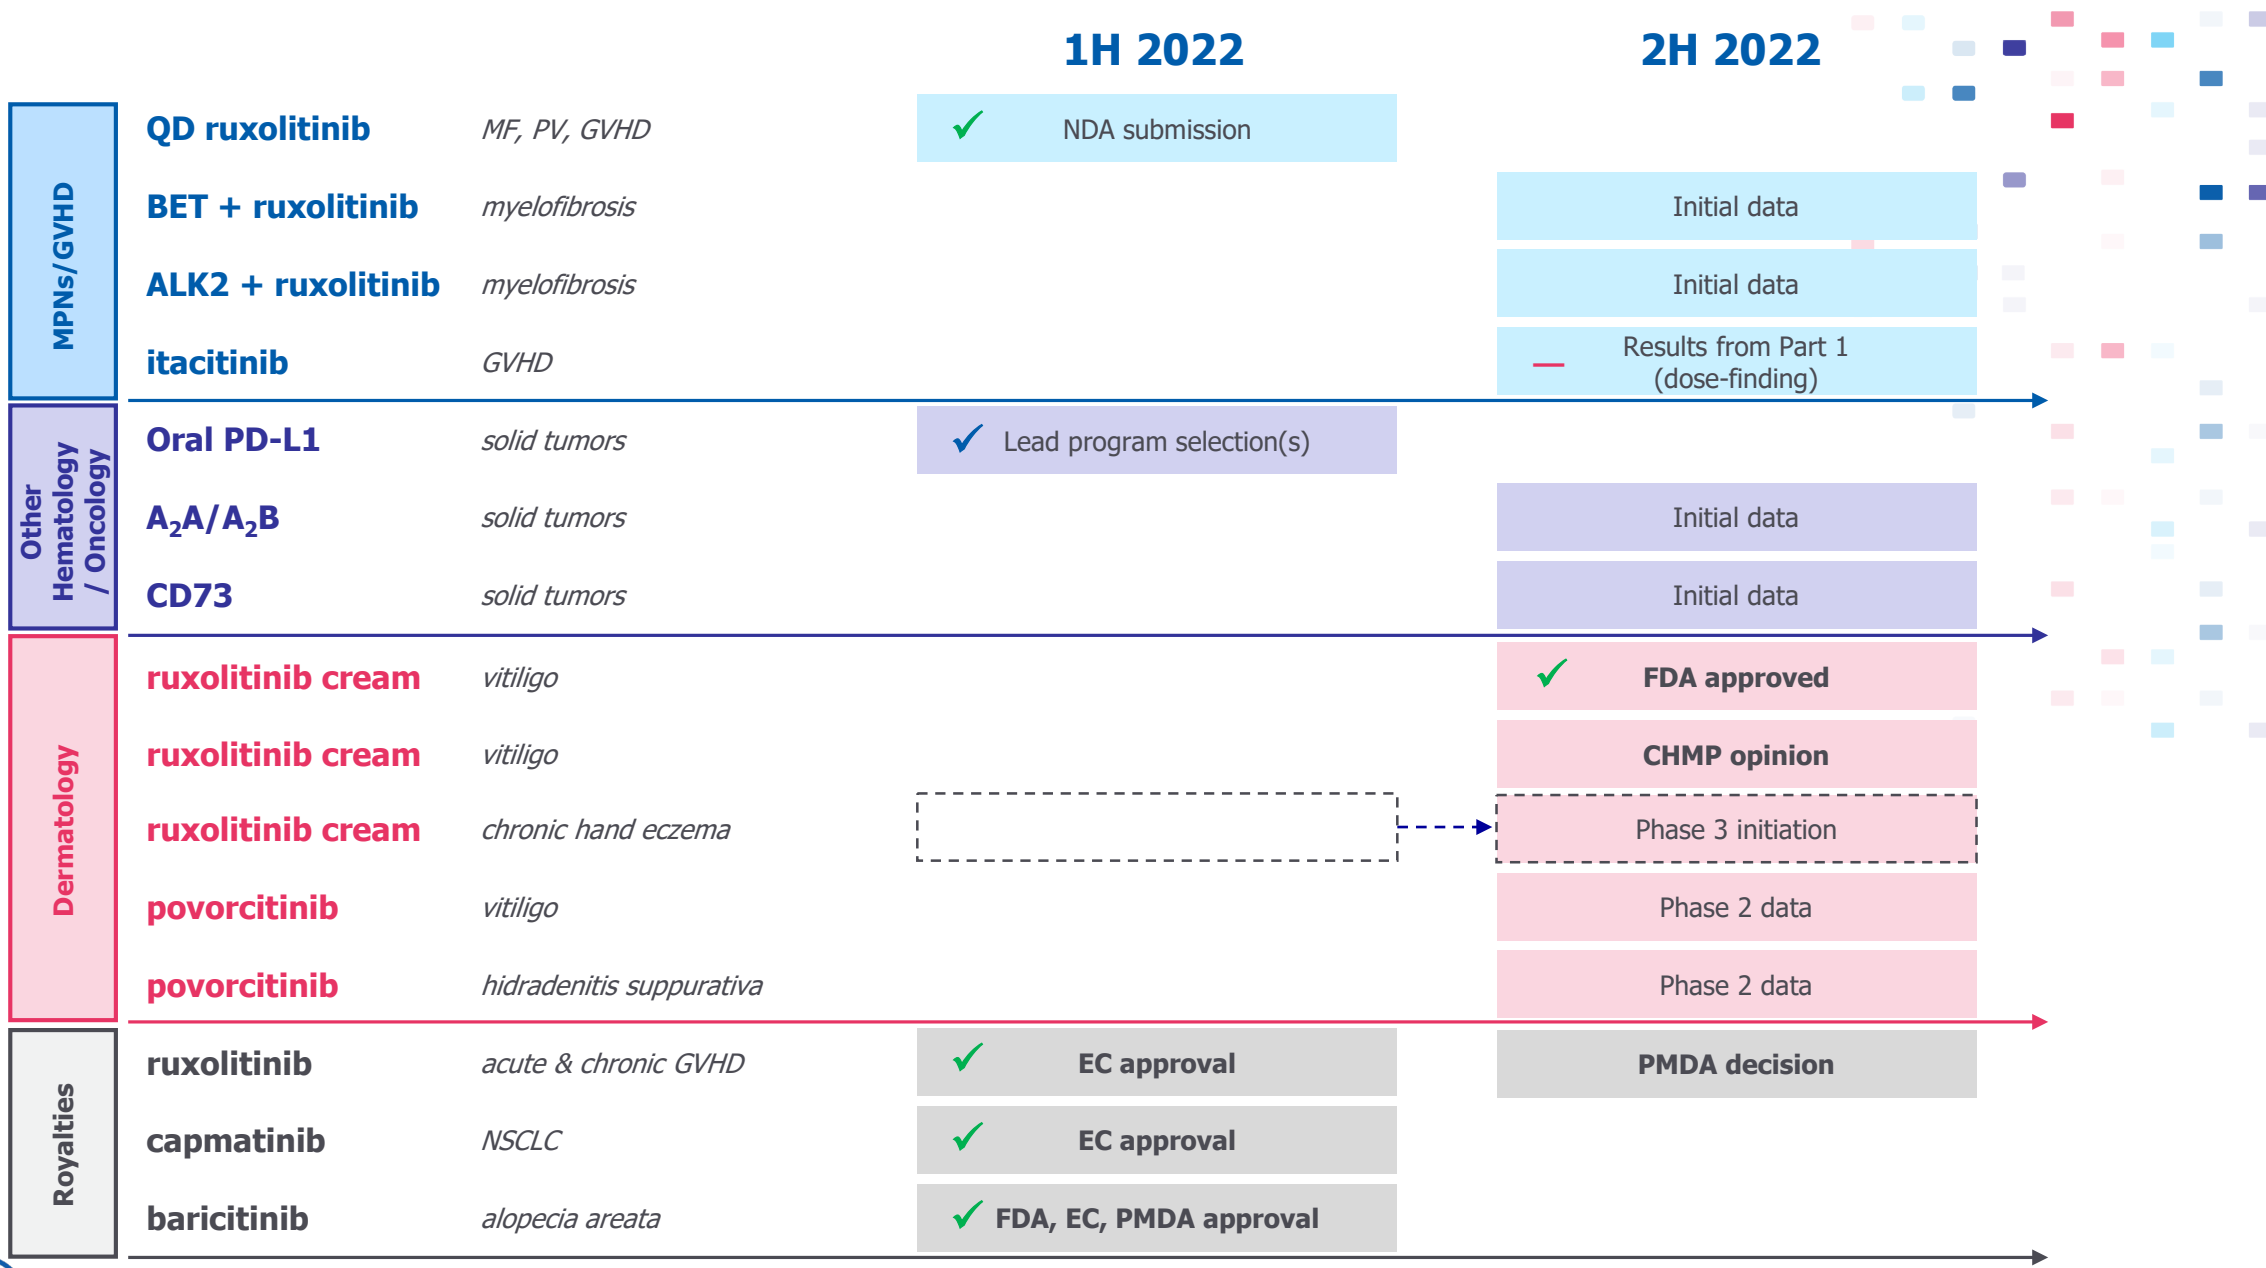 1H 2022
2H 2022
MPNs/GVHD
QD ruxolitinib
MF, PV, GVHD
NDA submission
BET + ruxolitinib
myelofibrosis
Initial data
ALK2 + ruxolitinib
myelofibrosis
Initial data
itacitinib
GVHD
Results from Part 1
(dose-finding)
Other
Hematology
/ Oncology
Oral PD-L1
solid tumors
Lead program selection(s)
A₂A/A₂B
solid tumors
Initial data
CD73
solid tumors
Initial data
Dermatology
ruxolitinib cream
vitiligo
FDA approved
ruxolitinib cream
vitiligo
CHMP opinion
ruxolitinib cream
chronic hand eczema
Phase 3 initiation
povorcitinib
vitiligo
Phase 2 data
povorcitinib
hidradenitis suppurativa
Phase 2 data
Royalties
ruxolitinib
acute & chronic GVHD
EC approval
PMDA decision
capmatinib
NSCLC
EC approval
baricitinib
alopecia areata
FDA, EC, PMDA approval